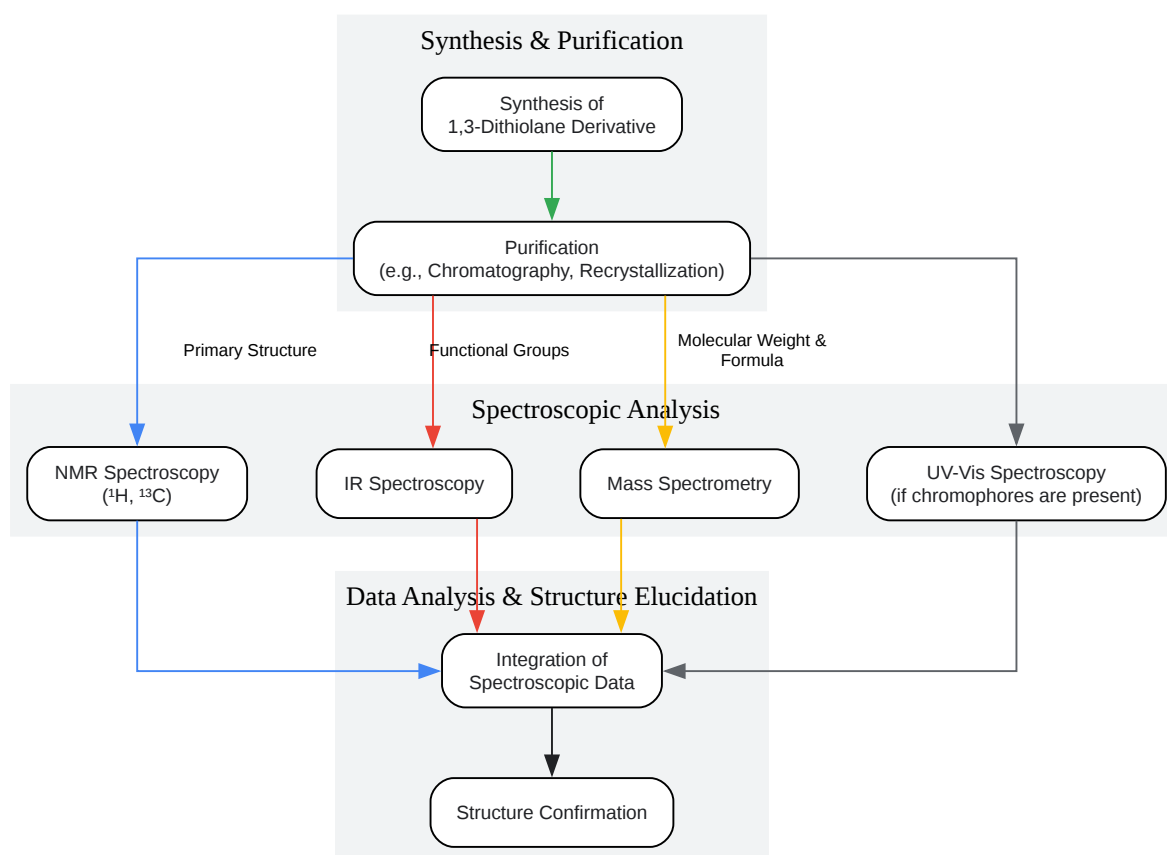 Synthesis & Purification
Synthesis of
1,3-Dithiolane Derivative
Purification
(e.g., Chromatography, Recrystallization)
Primary Structure
Functional Groups
Molecular Weight &
Formula
Spectroscopic Analysis
NMR Spectroscopy
(¹H, ¹³C)
IR Spectroscopy
Mass Spectrometry
UV-Vis Spectroscopy
(if chromophores are present)
Data Analysis & Structure Elucidation
Integration of
Spectroscopic Data
Structure Confirmation